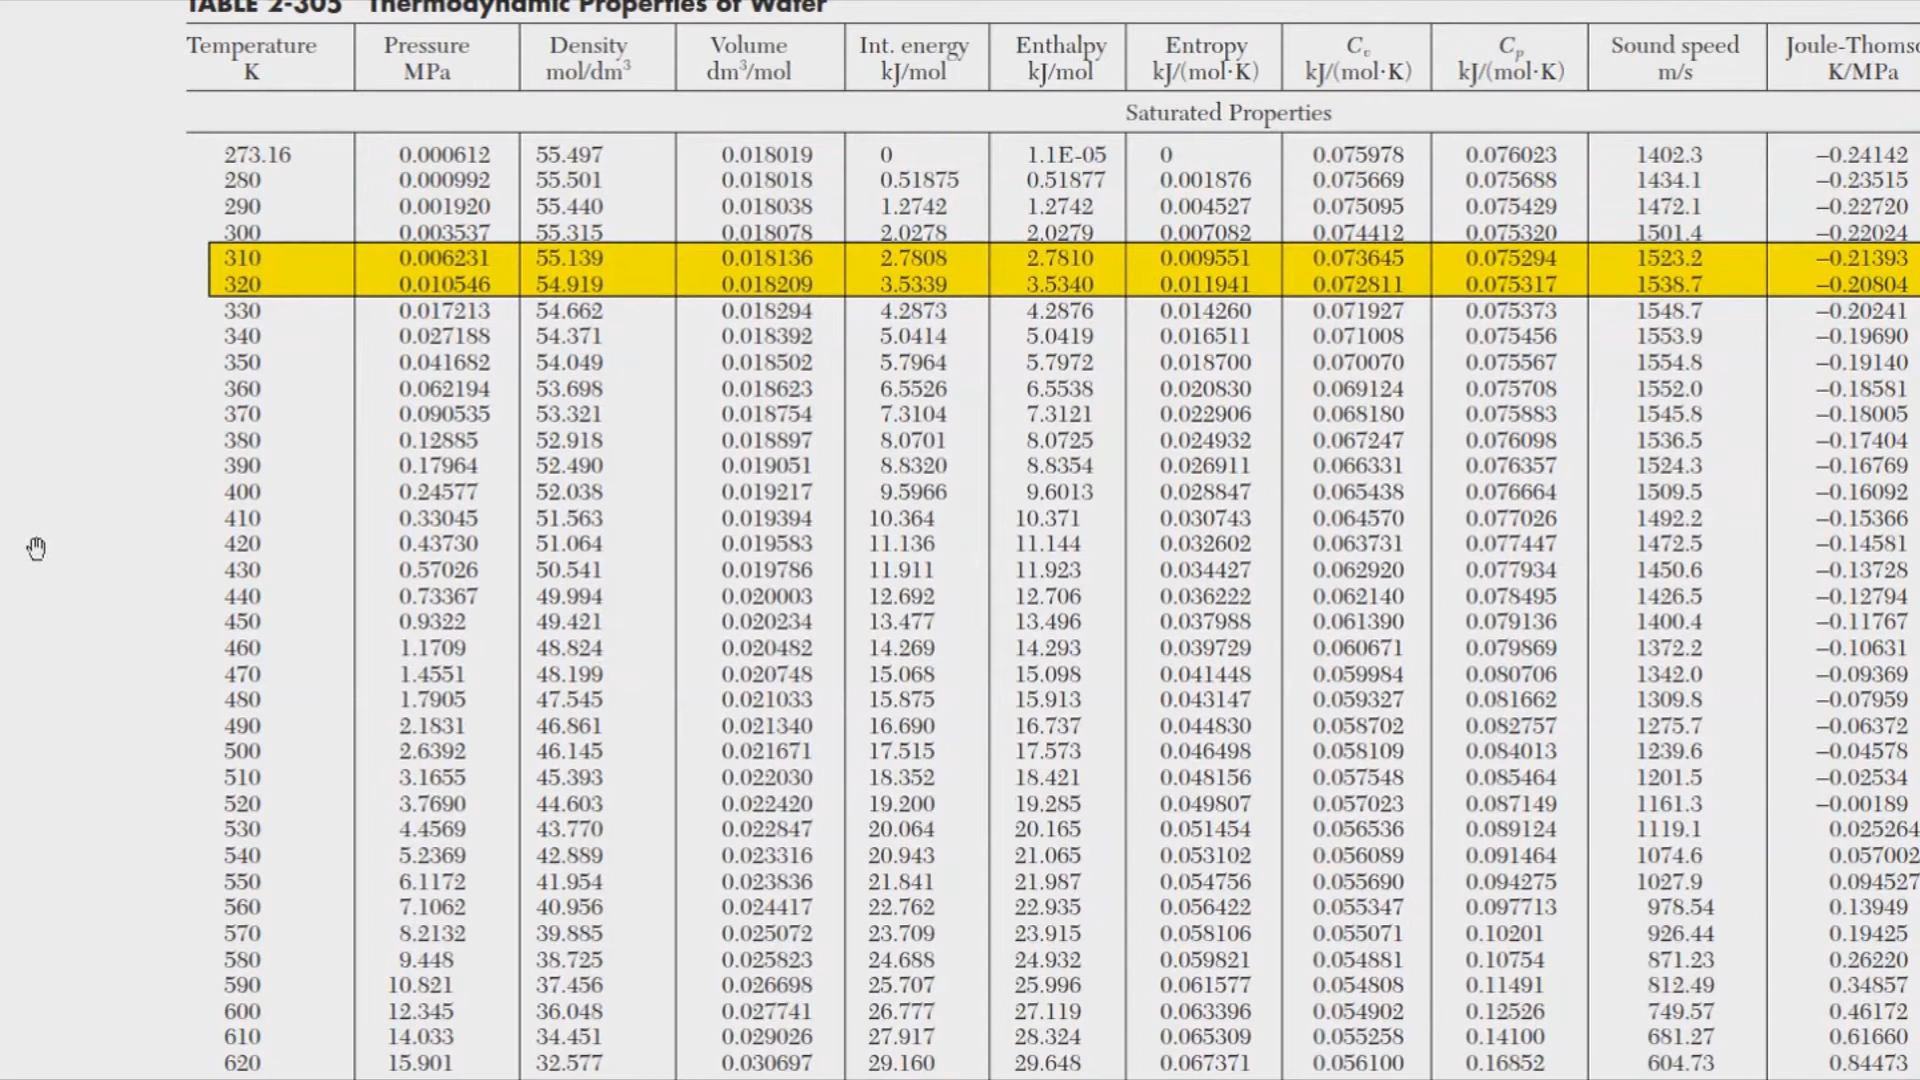 TABLE 2-305 Thermodynamic Properties of Water
Temperature Pressure Density Volume Int. energy Enthalpy Entropy Cv Cp Sound speed Joule-Thomso
K MPa mol/dm³ dm³/mol kJ/mol kJ/mol kJ/(mol·K) kJ/(mol·K) kJ/(mol·K) m/s K/MPa
Saturated Properties
273.16 0.000612 55.497 0.018019 0 1.1E-05 0 0.075978 0.076023 1402.3 −0.24142
280 0.000992 55.501 0.018018 0.51875 0.51877 0.001876 0.075669 0.075688 1434.1 −0.23515
290 0.001920 55.440 0.018038 1.2742 1.2742 0.004527 0.075095 0.075429 1472.1 −0.22720
300 0.003537 55.315 0.018078 2.0278 2.0279 0.007082 0.074412 0.075320 1501.4 −0.22024
310 0.006231 55.139 0.018136 2.7808 2.7810 0.009551 0.073645 0.075294 1523.2 −0.21393
320 0.010546 54.919 0.018209 3.5339 3.5340 0.011941 0.072811 0.075317 1538.7 −0.20804
330 0.017213 54.662 0.018294 4.2873 4.2876 0.014260 0.071927 0.075373 1548.7 −0.20241
340 0.027188 54.371 0.018392 5.0414 5.0419 0.016511 0.071008 0.075456 1553.9 −0.19690
350 0.041682 54.049 0.018502 5.7964 5.7972 0.018700 0.070070 0.075567 1554.8 −0.19140
360 0.062194 53.698 0.018623 6.5526 6.5538 0.020830 0.069124 0.075708 1552.0 −0.18581
370 0.090535 53.321 0.018754 7.3104 7.3121 0.022906 0.068180 0.075883 1545.8 −0.18005
380 0.12885 52.918 0.018897 8.0701 8.0725 0.024932 0.067247 0.076098 1536.5 −0.17404
390 0.17964 52.490 0.019051 8.8320 8.8354 0.026911 0.066331 0.076357 1524.3 −0.16769
400 0.24577 52.038 0.019217 9.5966 9.6013 0.028847 0.065438 0.076664 1509.5 −0.16092
410 0.33045 51.563 0.019394 10.364 10.371 0.030743 0.064570 0.077026 1492.2 −0.15366
420 0.43730 51.064 0.019583 11.136 11.144 0.032602 0.063731 0.077447 1472.5 −0.14581
430 0.57026 50.541 0.019786 11.911 11.923 0.034427 0.062920 0.077934 1450.6 −0.13728
440 0.73367 49.994 0.020003 12.692 12.706 0.036222 0.062140 0.078495 1426.5 −0.12794
450 0.9322 49.421 0.020234 13.477 13.496 0.037988 0.061390 0.079136 1400.4 −0.11767
460 1.1709 48.824 0.020482 14.269 14.293 0.039729 0.060671 0.079869 1372.2 −0.10631
470 1.4551 48.199 0.020748 15.068 15.098 0.041448 0.059984 0.080706 1342.0 −0.09369
480 1.7905 47.545 0.021033 15.875 15.913 0.043147 0.059327 0.081662 1309.8 −0.07959
490 2.1831 46.861 0.021340 16.690 16.737 0.044830 0.058702 0.082757 1275.7 −0.06372
500 2.6392 46.145 0.021671 17.515 17.573 0.046498 0.058109 0.084013 1239.6 −0.04578
510 3.1655 45.393 0.022030 18.352 18.421 0.048156 0.057548 0.085464 1201.5 −0.02534
520 3.7690 44.603 0.022420 19.200 19.285 0.049807 0.057023 0.087149 1161.3 −0.00189
530 4.4569 43.770 0.022847 20.064 20.165 0.051454 0.056536 0.089124 1119.1 0.025264
540 5.2369 42.889 0.023316 20.943 21.065 0.053102 0.056089 0.091464 1074.6 0.057002
550 6.1172 41.954 0.023836 21.841 21.987 0.054756 0.055690 0.094275 1027.9 0.094527
560 7.1062 40.956 0.024417 22.762 22.935 0.056422 0.055347 0.097713 978.54 0.13949
570 8.2132 39.885 0.025072 23.709 23.915 0.058106 0.055071 0.10201 926.44 0.19425
580 9.448 38.725 0.025823 24.688 24.932 0.059821 0.054881 0.10754 871.23 0.26220
590 10.821 37.456 0.026698 25.707 25.996 0.061577 0.054808 0.11491 812.49 0.34857
600 12.345 36.048 0.027741 26.777 27.119 0.063396 0.054902 0.12526 749.57 0.46172
610 14.033 34.451 0.029026 27.917 28.324 0.065309 0.055258 0.14100 681.27 0.61660
620 15.901 32.577 0.030697 29.160 29.648 0.067371 0.056100 0.16852 604.73 0.84473